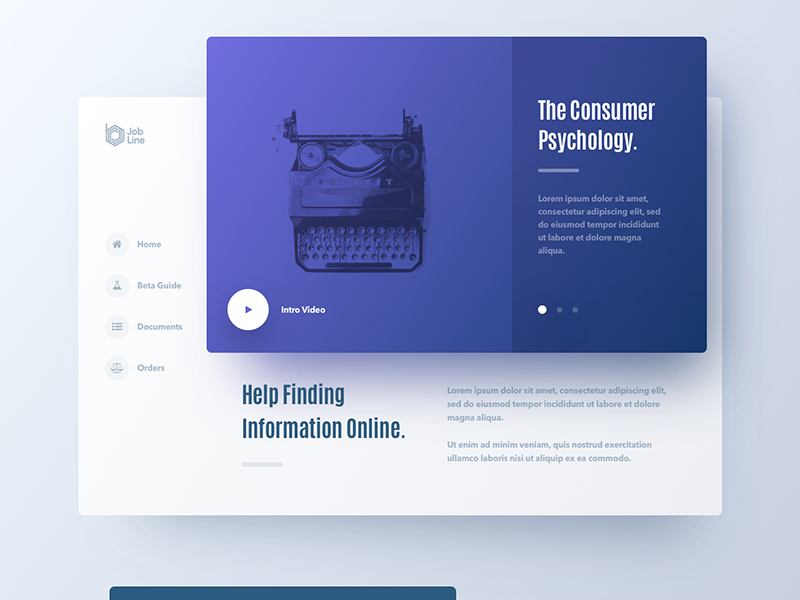 Job
Line
Home
Beta Guide
Documents
Orders
Intro Video
The Consumer
Psychology.
Lorem ipsum dolor sit amet,
consectetur adipiscing elit, sed
do eiusmod tempor incididunt
ut labore et dolore magna
aliqua.
Help Finding
Information Online.
Lorem ipsum dolor sit amet, consectetur adipiscing elit,
sed do eiusmod tempor incididunt ut labore et dolore
magna aliqua.
Ut enim ad minim veniam, quis nostrud exercitation
ullamco laboris nisi ut aliquip ex ea commodo.